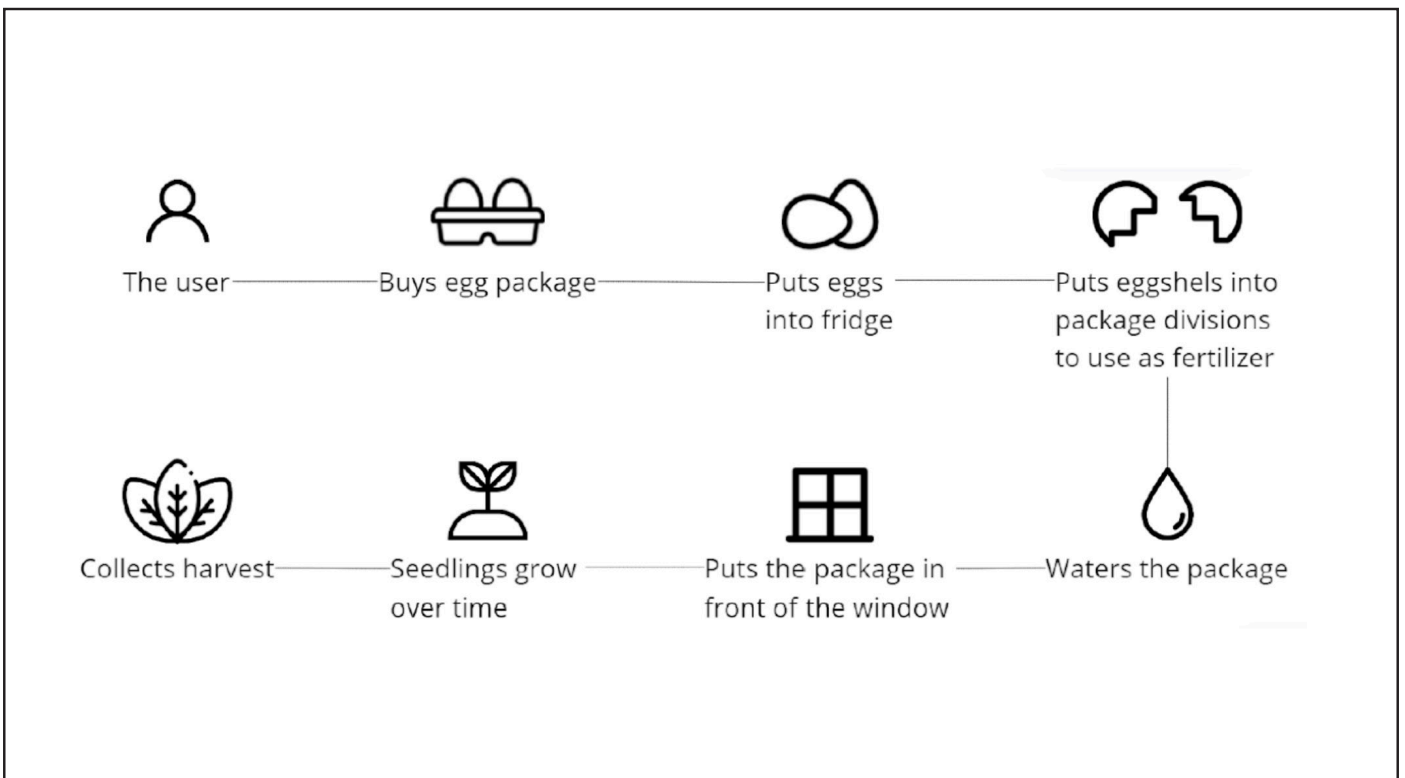 The user
Buys egg package
Puts eggs
into fridge
Puts eggshels into
package divisions
to use as fertilizer
Waters the package
Puts the package in
front of the window
Seedlings grow
over time
Collects harvest